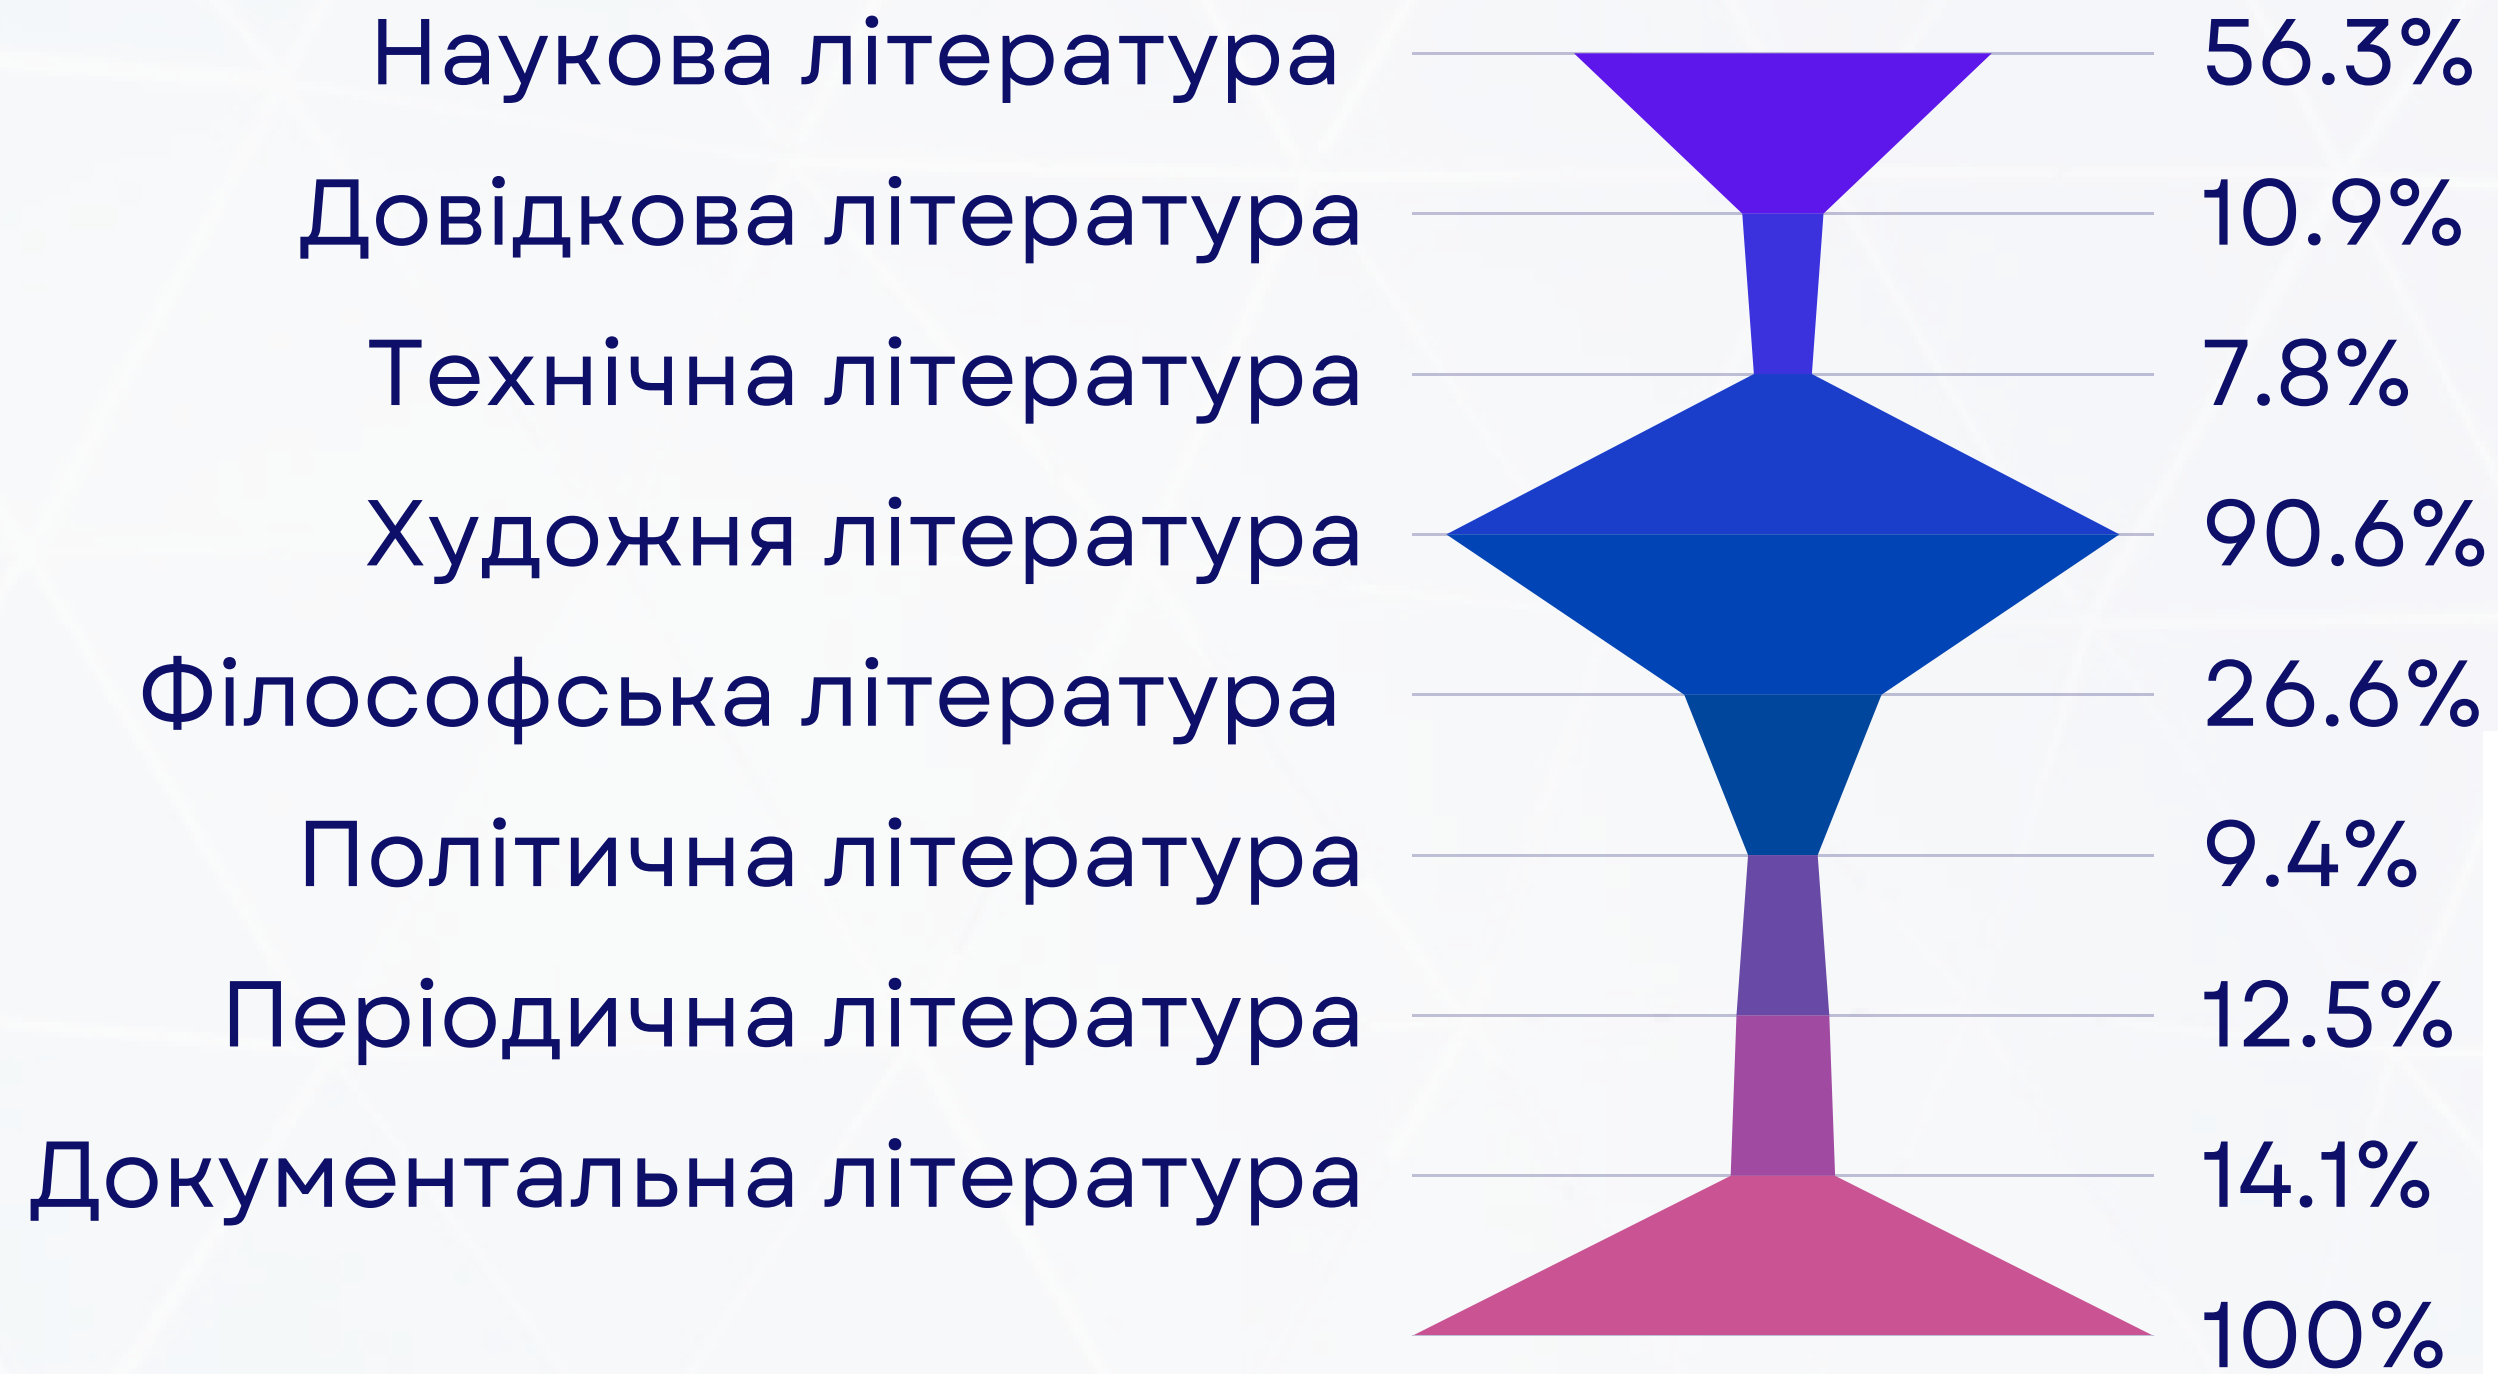 Наукова література 56.3%
Довідкова література 10.9%
Технічна література 7.8%
Художня література 90.6%
Філософська література 26.6%
Політична література 9.4%
Періодична література 12.5%
Документальна література 14.1%
100%